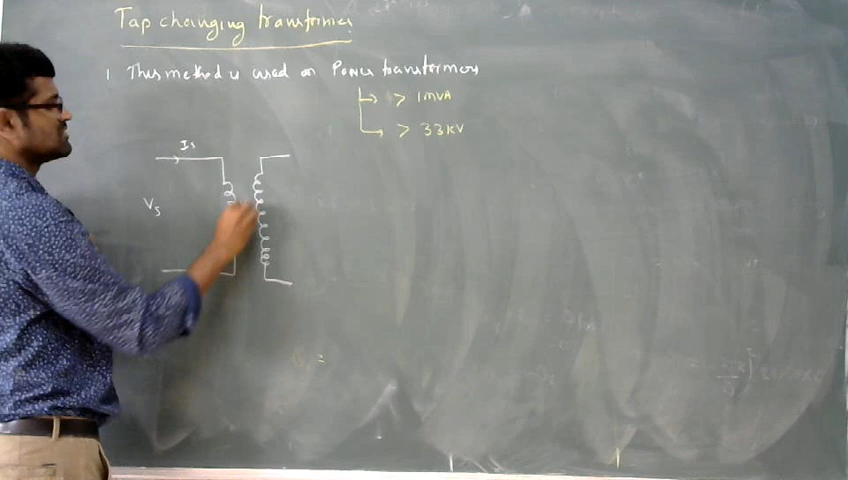 Tap changing transformer
1 This method is used on Power transformers
> 1MVA
> 33KV
Is
Vs
=